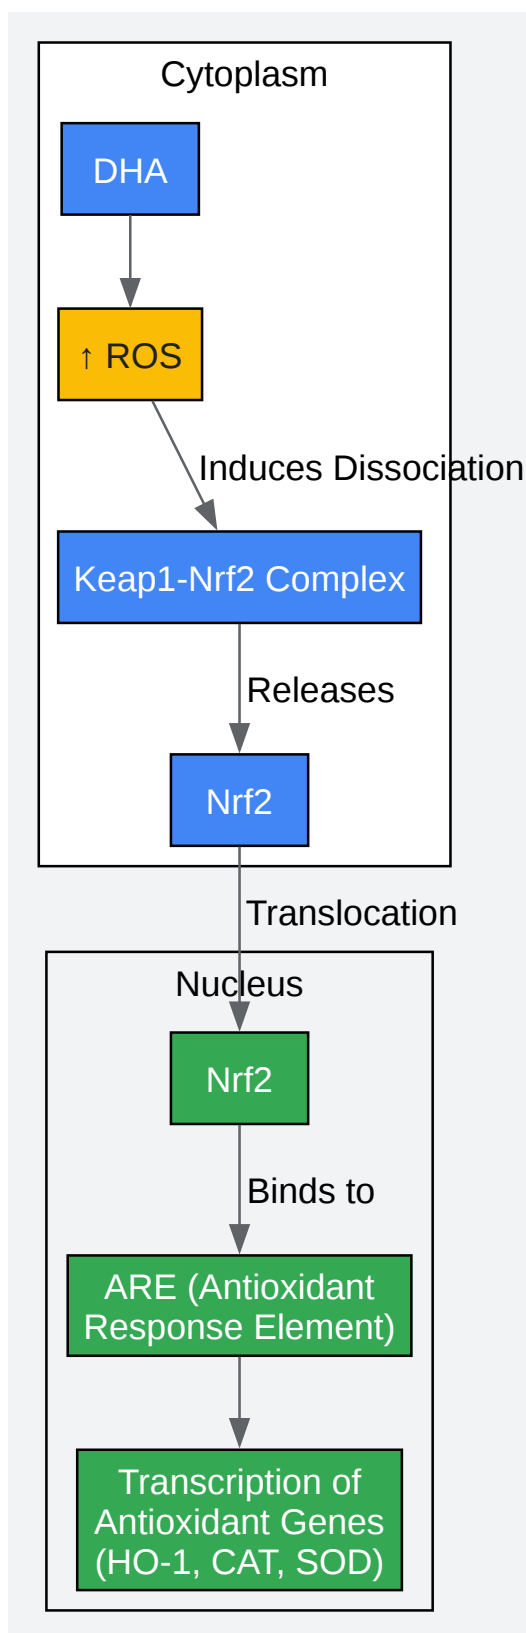 Cytoplasm
DHA
↑ ROS
Induces Dissociation
Keap1-Nrf2 Complex
Releases
Nrf2
Translocation
Nucleus
Nrf2
Binds to
ARE (Antioxidant
Response Element)
Transcription of
Antioxidant Genes
(HO-1, CAT, SOD)